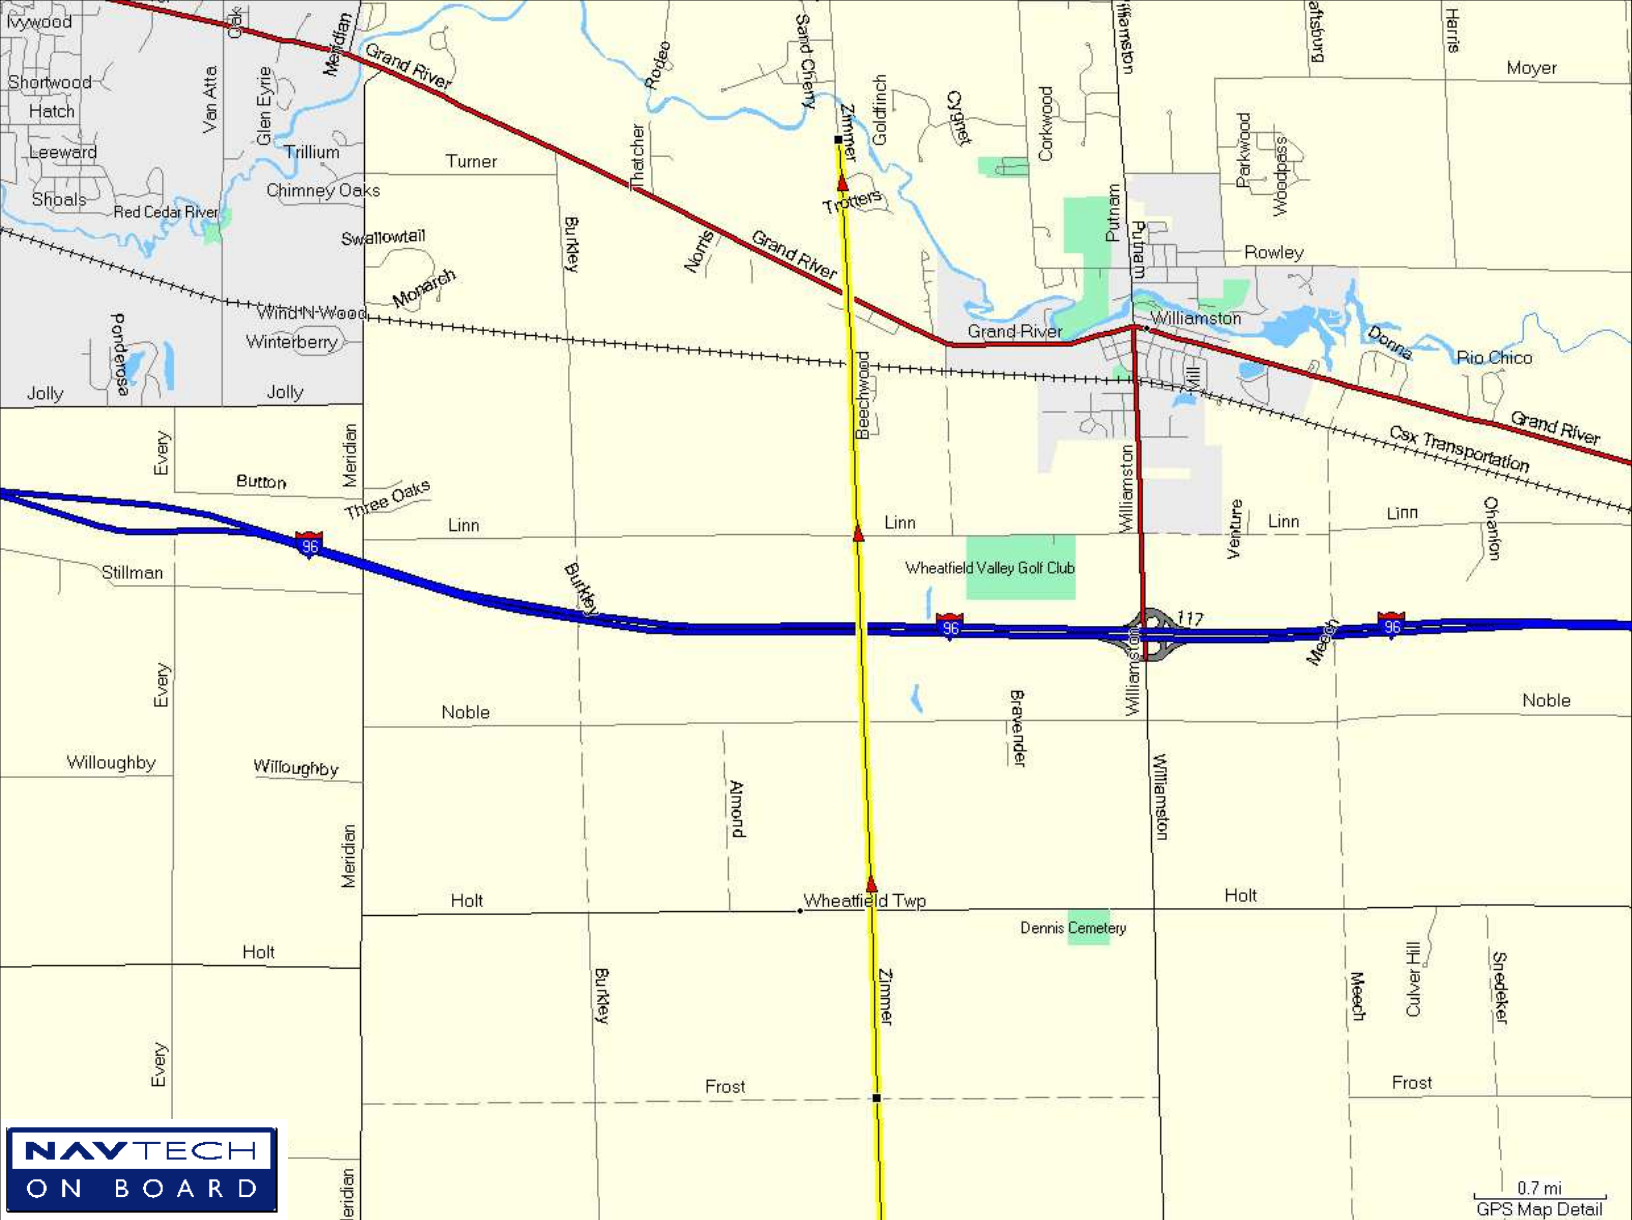 Ivywood
Oak
Meridian
Grand River
Rodeo
Sand Cherry
Williamston
Harris
Moyer
Shortwood
Hatch
Van Atta
Glen Eyrie
Zimmer
Goldfinch
Cygnet
Corkwood
Parkwood
Woodpass
Leeward
Trillium
Turner
Thatcher
Shoals
Chimney Oaks
Red Cedar River
Trotters
Putnam
Putnam
Swallowtail
Burkley
Norris
Grand River
Rowley
Monarch
Wind-N-Wood
Winterberry
Ponderosa
Grand River
Williamston
Donna
Rio Chico
Jolly
Jolly
Beechwood
Mill
Grand River
Csx Transportation
Every
Meridian
Button
Three Oaks
Linn
Linn
Williamston
Venture
Linn
Linn
Ohanlon
96
Stillman
Burkley
Wheatfield Valley Golf Club
96
117
96
Meech
Every
Williamston
Noble
Bravender
Noble
Willoughby
Willoughby
Almond
Williamston
Meridian
Holt
Wheatfield Twp
Holt
Dennis Cemetery
Holt
Burkley
Zimmer
Meech
Culver Hill
Snedeker
Every
Frost
Frost
NAVTECH
ON BOARD
eridian
0.7 mi
GPS Map Detail